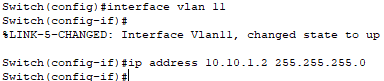 Switch(config)#interface vlan 11
Switch(config-if)#
%LINK-5-CHANGED: Interface Vlan11, changed state to up
Switch(config-if)#ip address 10.10.1.2 255.255.255.0
Switch(config-if)#